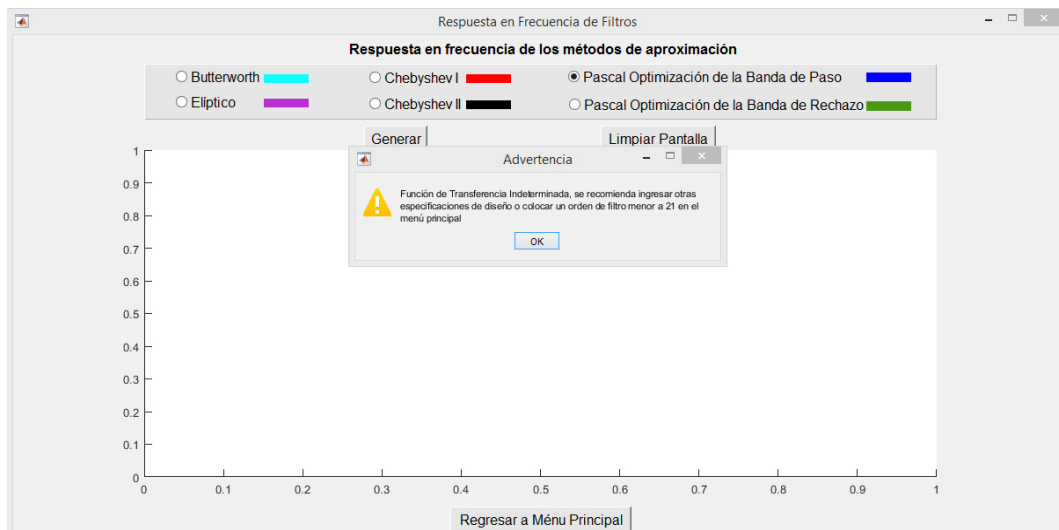 Respuesta en Frecuencia de Filtros
Respuesta en frecuencia de los métodos de aproximación
Butterworth
Chebyshev I
Pascal Optimización de la Banda de Paso
Elíptico
Chebyshev II
Pascal Optimización de la Banda de Rechazo
Generar
Limpiar Pantalla
Advertencia
Función de Transferencia Indeterminada, se recomienda ingresar otras
especificaciones de diseño o colocar un orden de filtro menor a 21 en el
menú principal
OK
1
0.9
0.8
0.7
0.6
0.5
0.4
0.3
0.2
0.1
0
0 0.1 0.2 0.3 0.4 0.5 0.6 0.7 0.8 0.9 1
Regresar a Ménu Principal